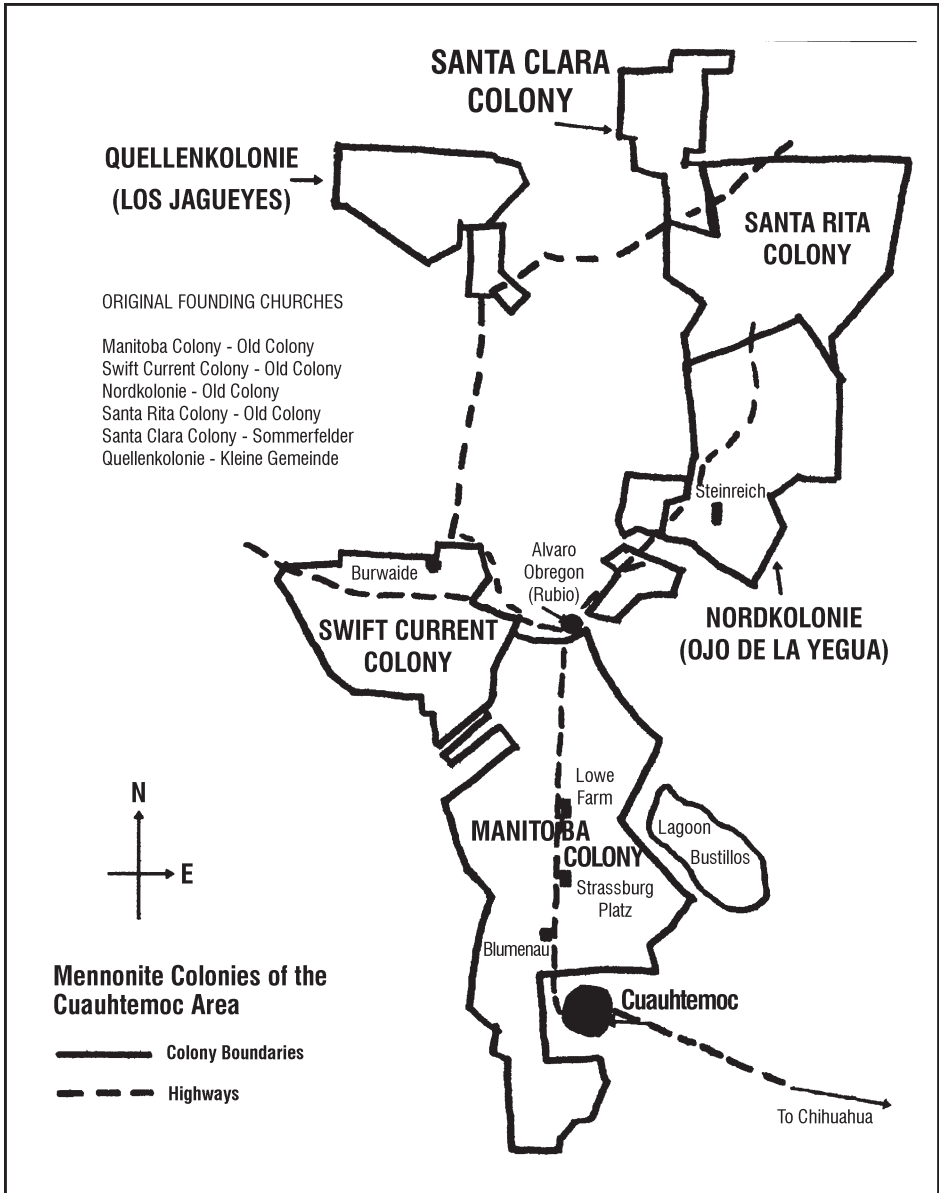 SANTA CLARA
COLONY
QUELLENKOLONIE
(LOS JAGUEYES)
SANTA RITA
COLONY
ORIGINAL FOUNDING CHURCHES
Manitoba Colony - Old Colony
Swift Current Colony - Old Colony
Nordkolonie - Old Colony
Santa Rita Colony - Old Colony
Santa Clara Colony - Sommerfelder
Quellenkolonie - Kleine Gemeinde
Steinreich
Alvaro
Obregon
(Rubio)
Burwaide
NORDKOLONIE
(OJO DE LA YEGUA)
SWIFT CURRENT
COLONY
Lowe
Farm
MANITOBA
COLONY
Lagoon
Bustillos
Strassburg
Platz
Blumenau
N
E
Mennonite Colonies of the
Cuauhtemoc Area
Colony Boundaries
Highways
Cuauhtemoc
To Chihuahua